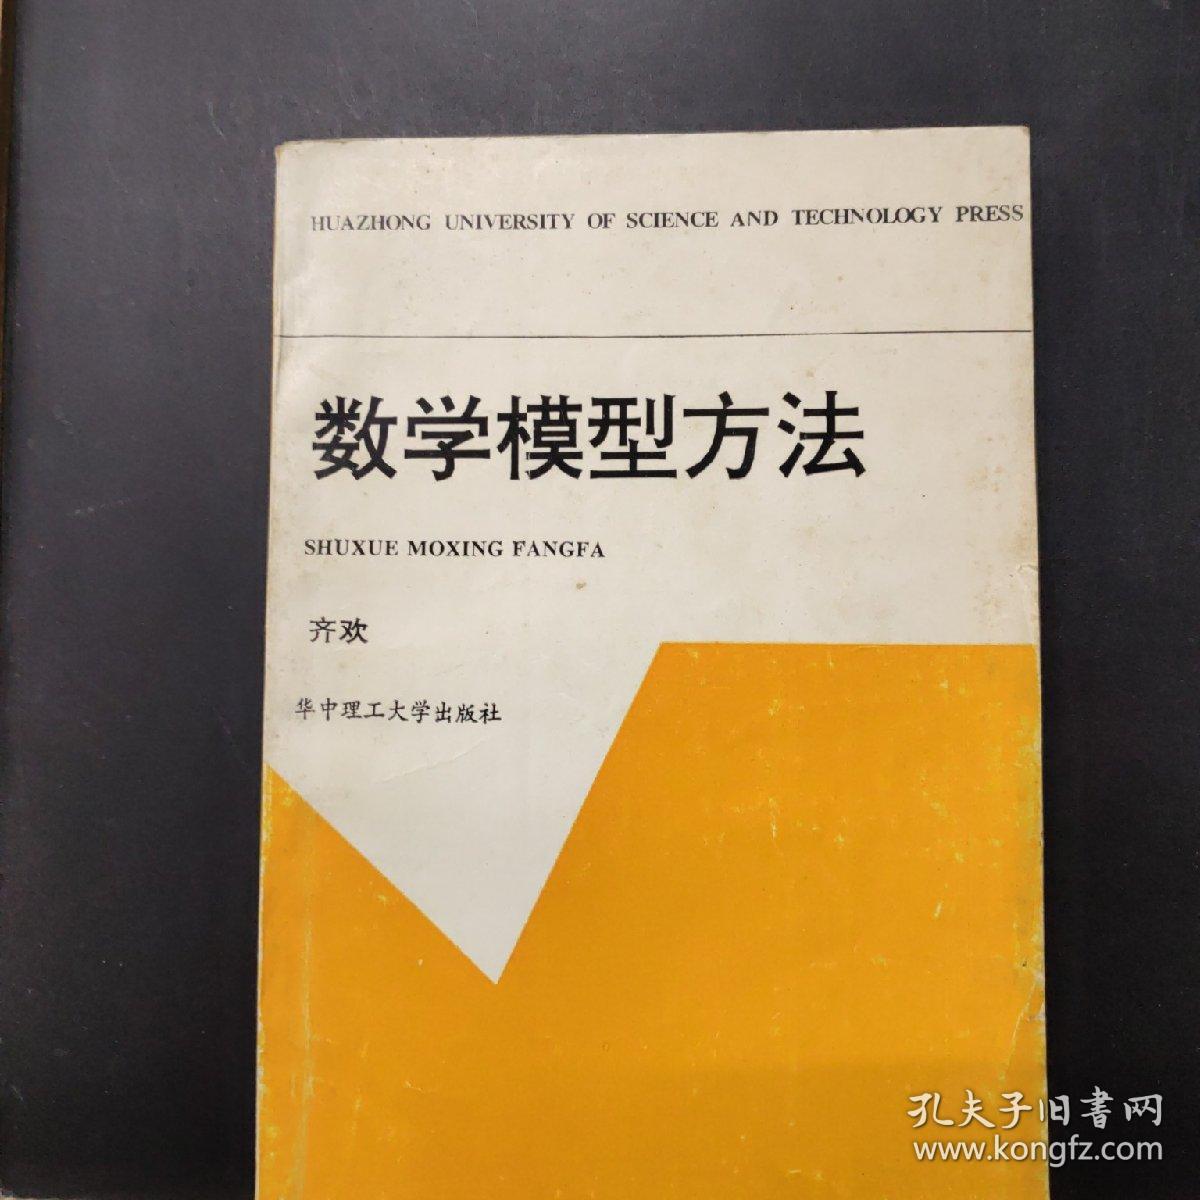 HUAZHONG UNIVERSITY OF SCIENCE AND TECHNOLOGY PRESS
数学模型方法
SHUXUE MOXING FANGFA
齐欢
华中理工大学出版社
孔夫子旧書网
www.kongfz.com